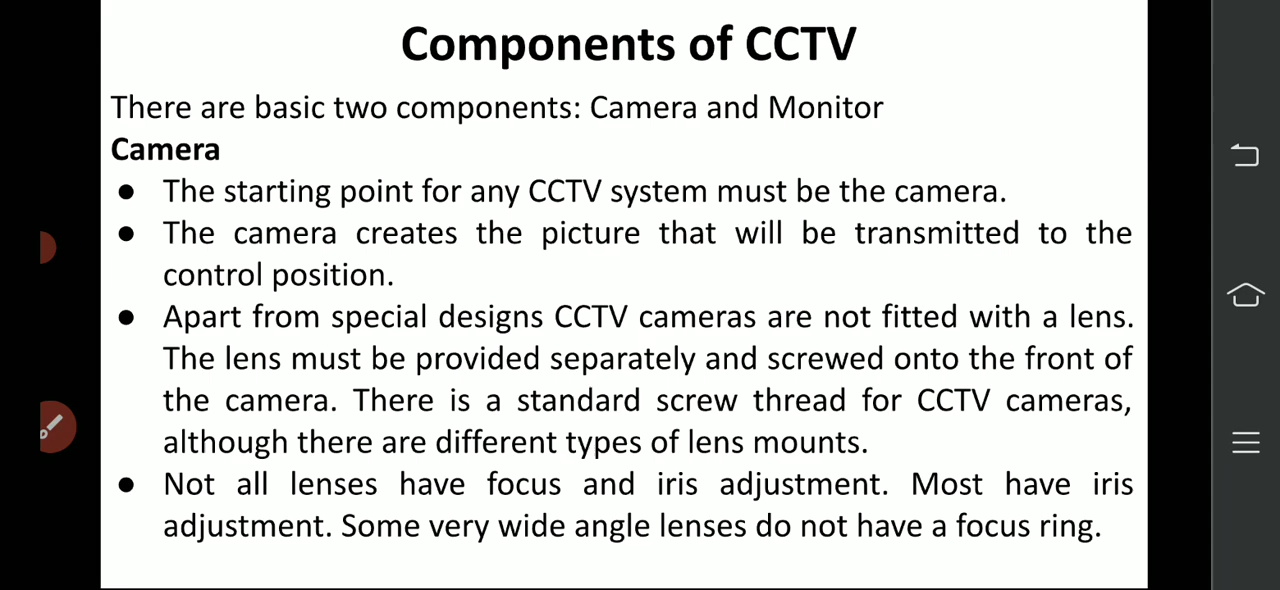 Components of CCTV
There are basic two components: Camera and Monitor
Camera
● The starting point for any CCTV system must be the camera.
● The camera creates the picture that will be transmitted to the
control position.
● Apart from special designs CCTV cameras are not fitted with a lens.
The lens must be provided separately and screwed onto the front of
the camera. There is a standard screw thread for CCTV cameras,
although there are different types of lens mounts.
● Not all lenses have focus and iris adjustment. Most have iris
adjustment. Some very wide angle lenses do not have a focus ring.